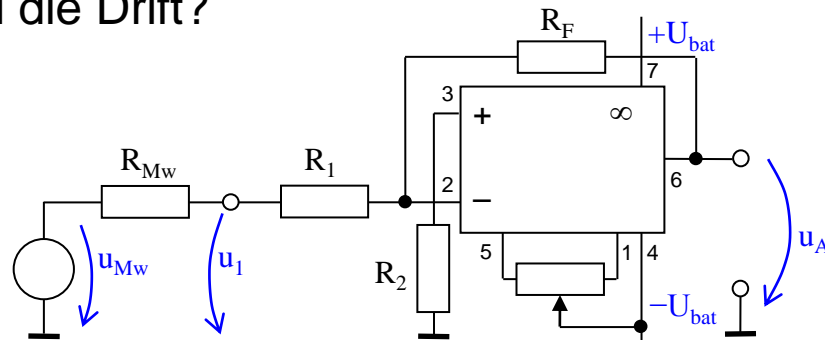 die Drift?
R_F
+U_bat
7
3
+
∞
R_Mw
R_1
2
−
6
u_Mw
u_1
R_2
5
1
4
u_A
−U_bat